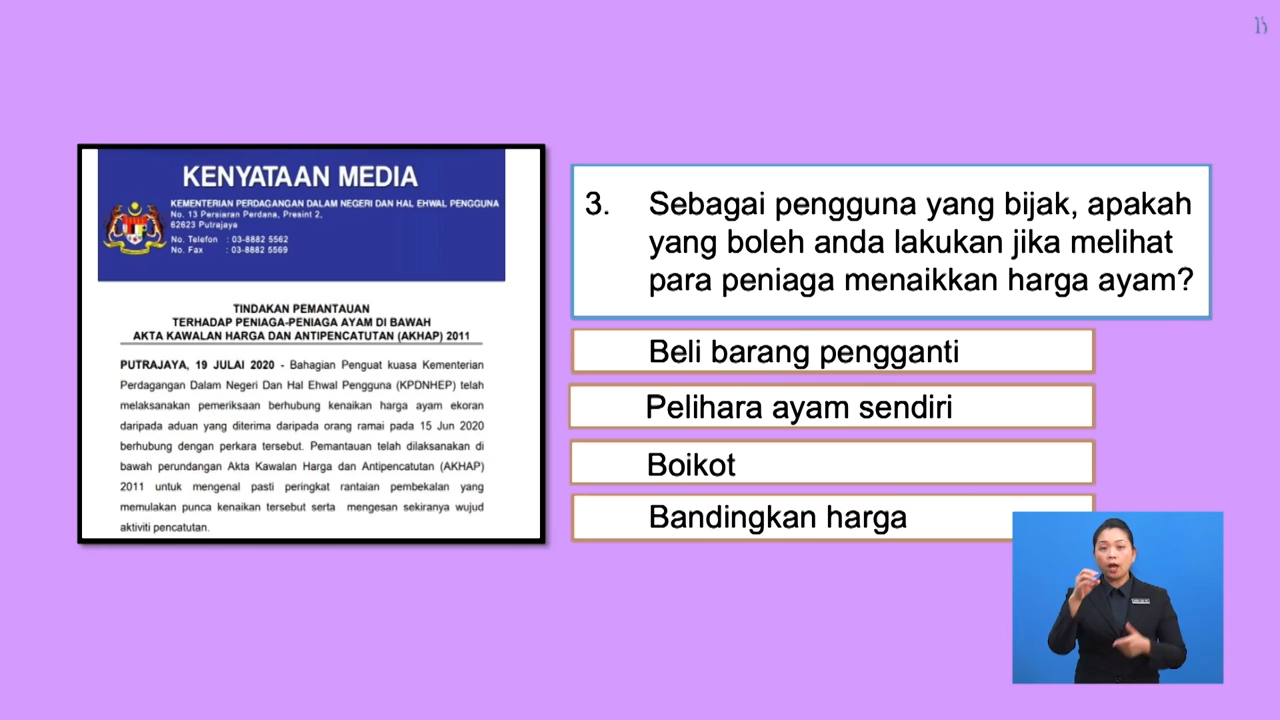 KENYATAAN MEDIA
KEMENTERIAN PERDAGANGAN DALAM NEGERI DAN HAL EHWAL PENGGUNA
No. 13 Persiaran Perdana, Presint 2,
62623 Putrajaya
No. Telefon : 03-8882 5562
No. Fax : 03-8882 5569
TINDAKAN PEMANTAUAN
TERHADAP PENIAGA-PENIAGA AYAM DI BAWAH
AKTA KAWALAN HARGA DAN ANTIPENCATUTAN (AKHAP) 2011
PUTRAJAYA, 19 JULAI 2020 - Bahagian Penguat kuasa Kementerian
Perdagangan Dalam Negeri Dan Hal Ehwal Pengguna (KPDNHEP) telah
melaksanakan pemeriksaan berhubung kenaikan harga ayam ekoran
daripada aduan yang diterima daripada orang ramai pada 15 Jun 2020
berhubung dengan perkara tersebut. Pemantauan telah dilaksanakan di
bawah perundangan Akta Kawalan Harga dan Antipencatutan (AKHAP)
2011 untuk mengenal pasti peringkat rantaian pembekalan yang
memulakan punca kenaikan tersebut serta mengesan sekiranya wujud
aktiviti pencatutan.
3. Sebagai pengguna yang bijak, apakah
yang boleh anda lakukan jika melihat
para peniaga menaikkan harga ayam?
Beli barang pengganti
Pelihara ayam sendiri
Boikot
Bandingkan harga